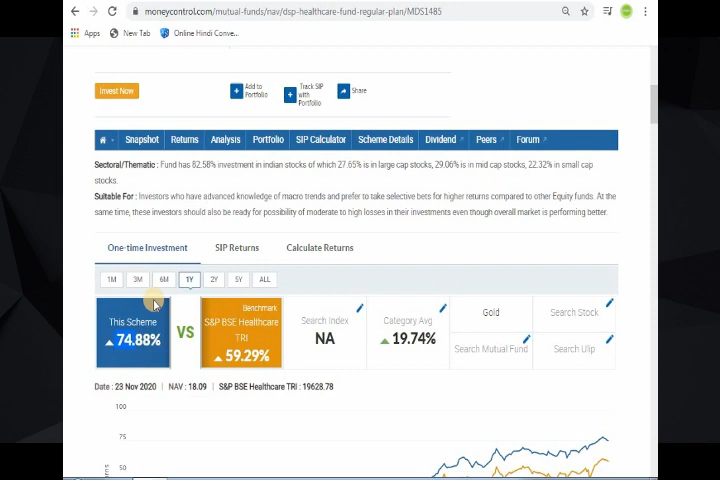 moneycontrol.com/mutual-funds/nav/dsp-healthcare-fund-regular-plan/MDS1485
Apps New Tab Online Hindi Conve...
Invest Now
Add to Portfolio
Track SIP with Portfolio
Share
Snapshot Returns Analysis Portfolio SIP Calculator Scheme Details Dividend Peers Forum
Sectoral/Thematic : Fund has 82.58% investment in indian stocks of which 27.65% is in large cap stocks, 29.06% is in mid cap stocks, 22.32% in small cap
stocks.
Suitable For : Investors who have advanced knowledge of macro trends and prefer to take selective bets for higher returns compared to other Equity funds. At
the same time, these investors should also be ready for possibility of moderate to high losses in their investments even though overall market is performing better.
One-time Investment SIP Returns Calculate Returns
1M 3M 6M 1Y 2Y 5Y ALL
This Scheme
74.88%
VS
Benchmark
S&P BSE Healthcare
TRI
59.29%
Search Index
NA
Category Avg
19.74%
Gold
Search Mutual Fund
Search Stock
Search Ulip
Date : 23 Nov 2020 | NAV : 18.09 | S&P BSE Healthcare TRI : 19628.78
100
75
50